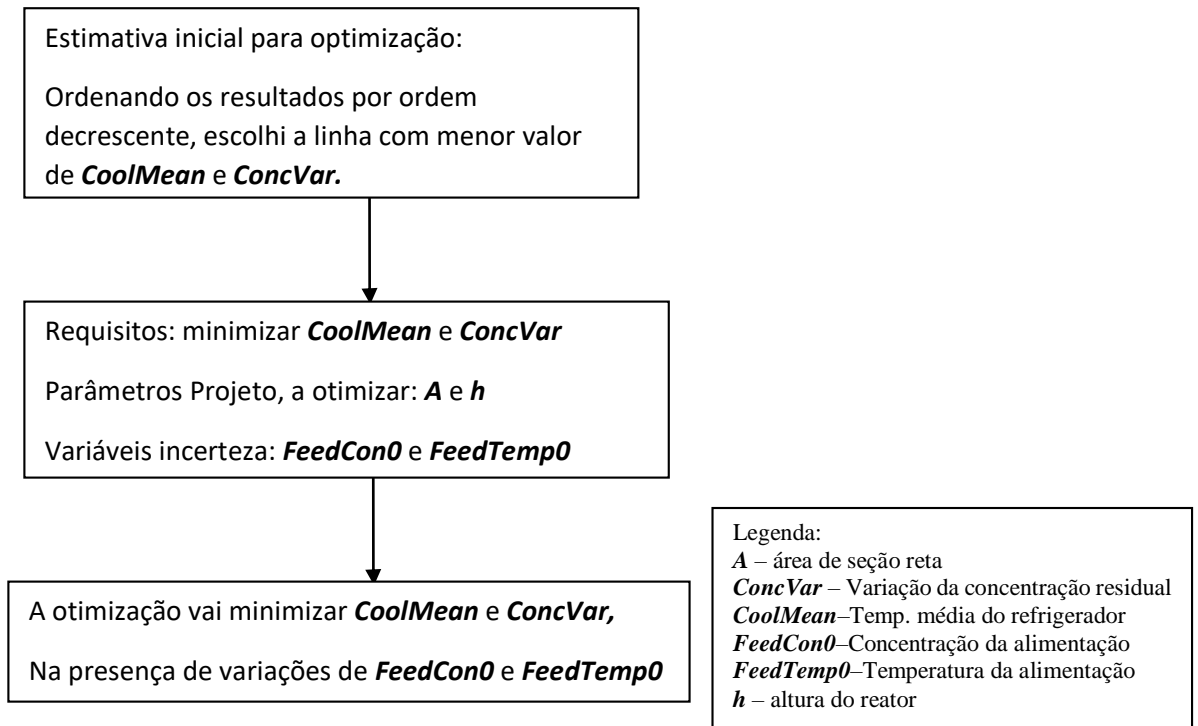 Estimativa inicial para optimização:
Ordenando os resultados por ordem
decrescente, escolhi a linha com menor valor
de CoolMean e ConcVar.
Requisitos: minimizar CoolMean e ConcVar
Parâmetros Projeto, a otimizar: A e h
Variáveis incerteza: FeedCon0 e FeedTemp0
A otimização vai minimizar CoolMean e ConcVar,
Na presença de variações de FeedCon0 e FeedTemp0
Legenda:
A – área de seção reta
ConcVar – Variação da concentração residual
CoolMean–Temp. média do refrigerador
FeedCon0–Concentração da alimentação
FeedTemp0–Temperatura da alimentação
h – altura do reator